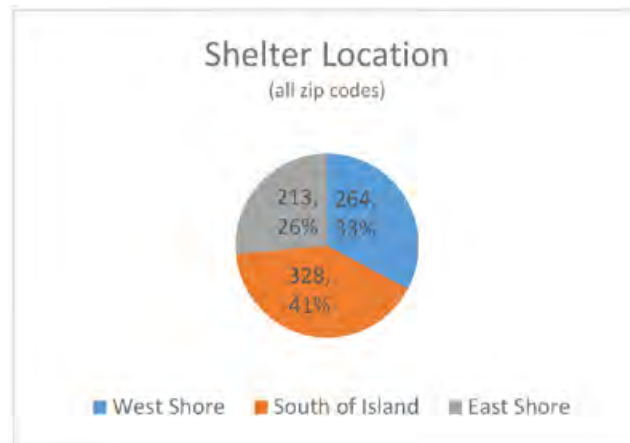 Shelter Location
(all zip codes)
213,
26%
264,
33%
328,
41%
West Shore South of Island East Shore